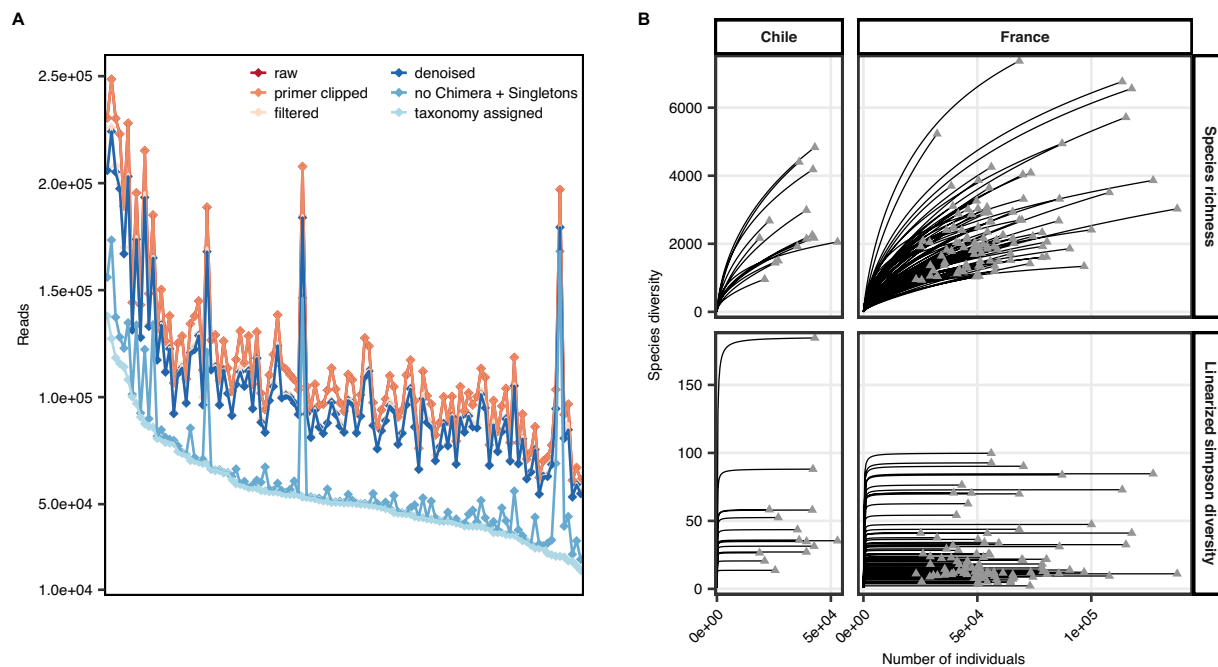 A
2.5e+05
2.0e+05
1.5e+05
1.0e+05
5.0e+04
1.0e+04
Reads
raw
primer clipped
filtered
denoised
no Chimera + Singletons
taxonomy assigned
B
Chile
France
6000
4000
2000
0
Species richness
Species diversity
150
100
50
0
Linearized simpson diversity
0e+00
5e+04
0e+00
5e+04
1e+05
Number of individuals